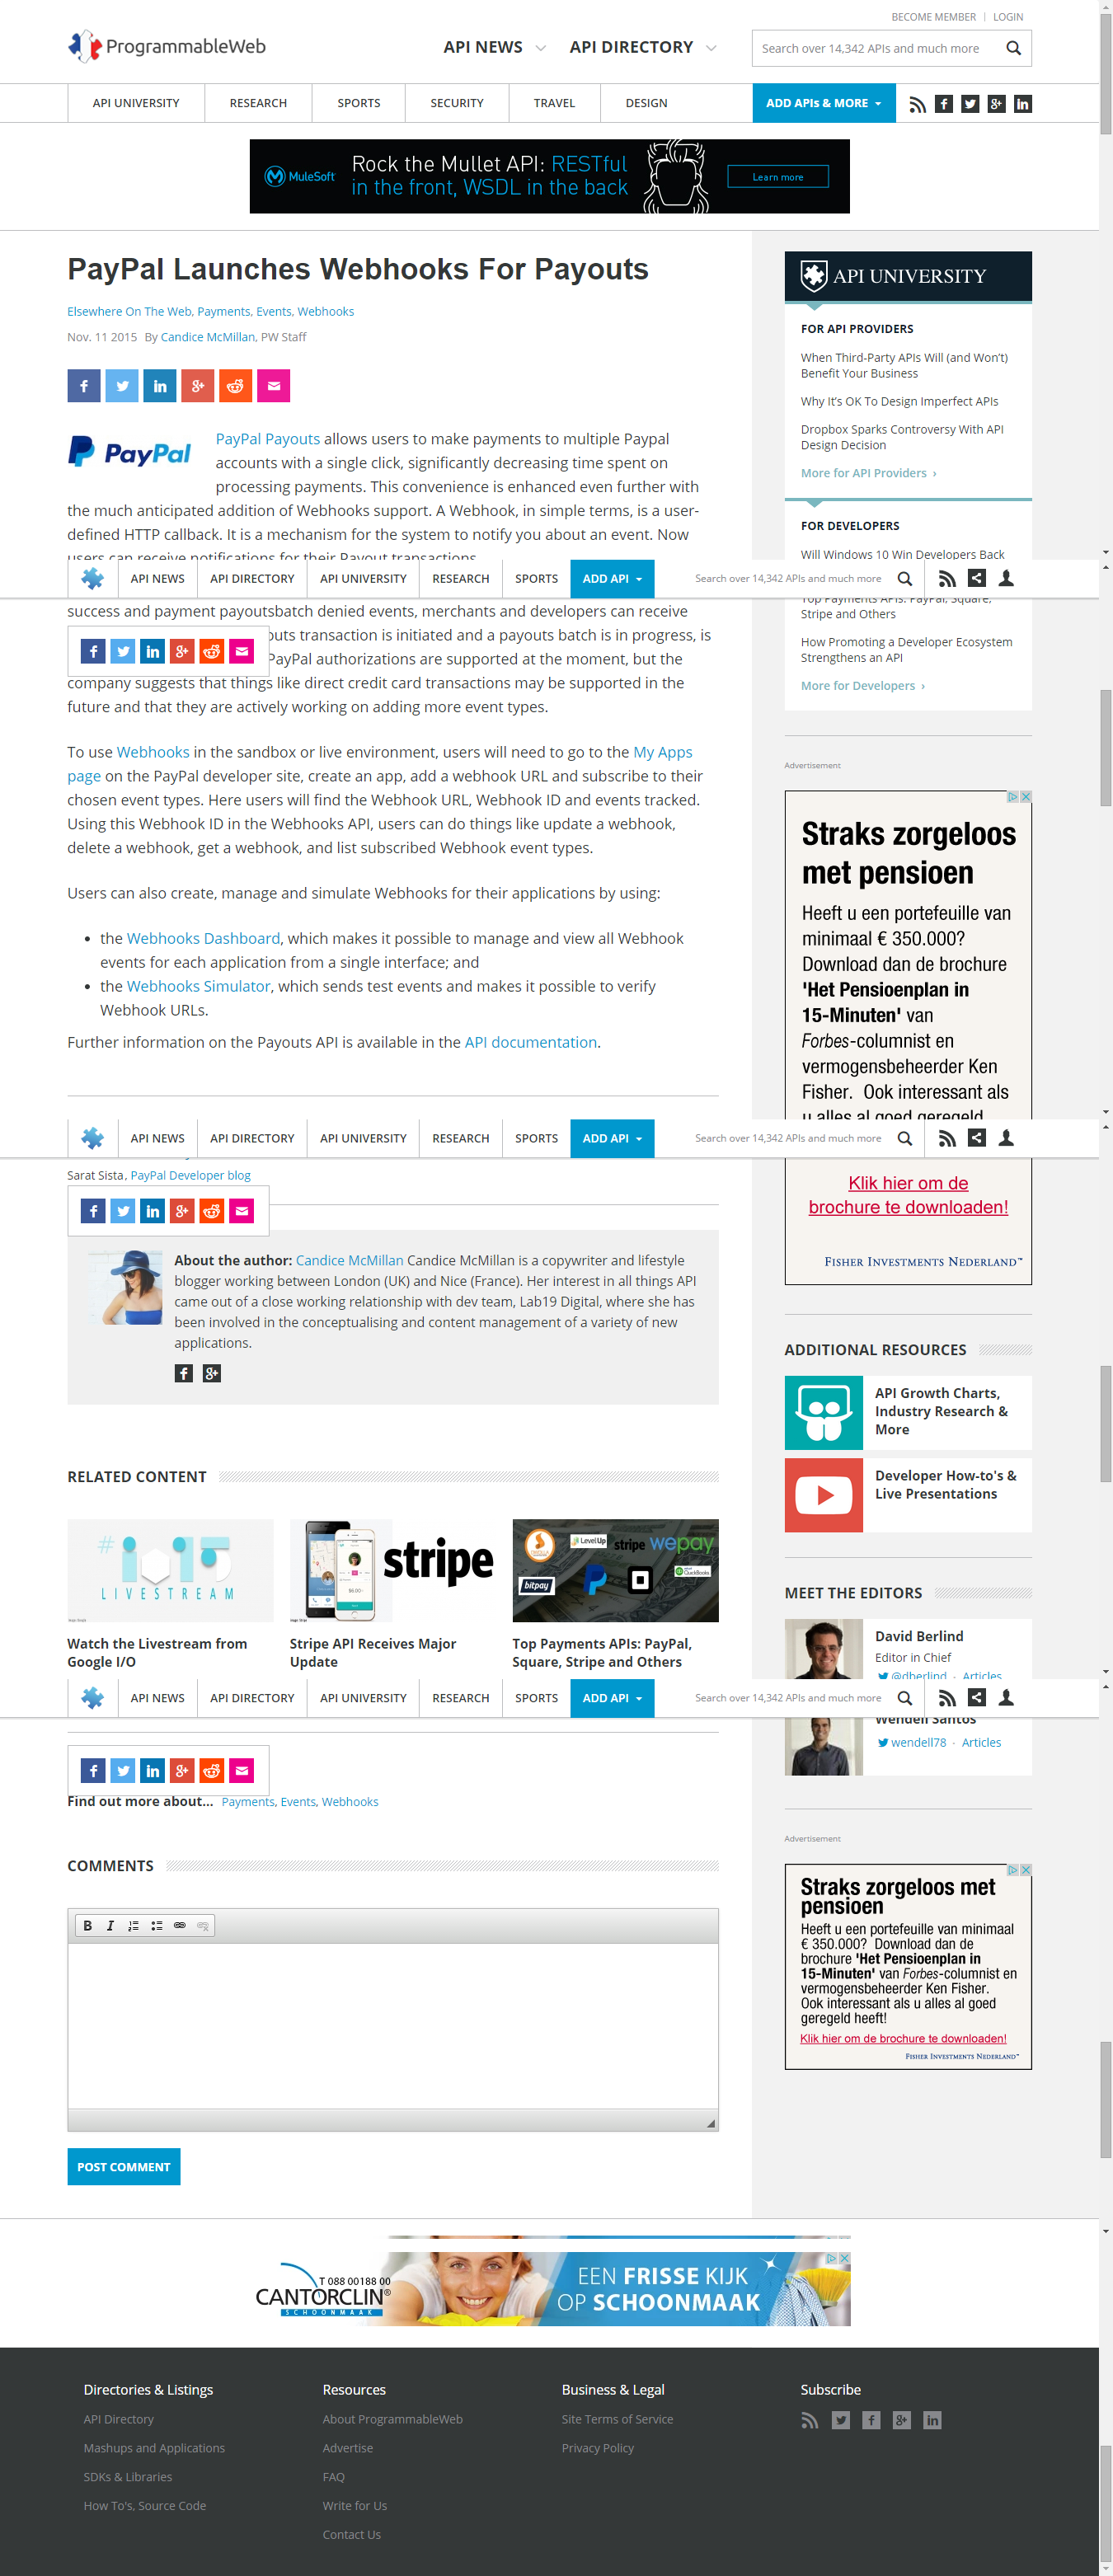 BECOME MEMBER | LOGIN
ProgrammableWeb
API NEWS API DIRECTORY
Search over 14,342 APIs and much more
API UNIVERSITY RESEARCH SPORTS SECURITY TRAVEL DESIGN ADD APIs & MORE
MuleSoft
Rock the Mullet API: RESTful
in the front, WSDL in the back
Learn more
PayPal Launches Webhooks For Payouts
Elsewhere On The Web, Payments, Events, Webhooks
Nov. 11 2015 By Candice McMillan, PW Staff
PayPal
PayPal Payouts allows users to make payments to multiple Paypal
accounts with a single click, significantly decreasing time spent on
processing payments. This convenience is enhanced even further with
the much anticipated addition of Webhooks support. A Webhook, in simple terms, is a user-
defined HTTP callback. It is a mechanism for the system to notify you about an event. Now
users can receive notifications for their Payout transactions.
API UNIVERSITY
FOR API PROVIDERS
When Third-Party APIs Will (and Won't)
Benefit Your Business
Why It's OK To Design Imperfect APIs
Dropbox Sparks Controversy With API
Design Decision
More for API Providers ›
FOR DEVELOPERS
Will Windows 10 Win Developers Back
API NEWS API DIRECTORY API UNIVERSITY RESEARCH SPORTS ADD API
Search over 14,342 APIs and much more
success and payment payoutsbatch denied events, merchants and developers can receive
outs transaction is initiated and a payouts batch is in progress, is
PayPal authorizations are supported at the moment, but the
company suggests that things like direct credit card transactions may be supported in the
future and that they are actively working on adding more event types.
To use Webhooks in the sandbox or live environment, users will need to go to the My Apps
page on the PayPal developer site, create an app, add a webhook URL and subscribe to their
chosen event types. Here users will find the Webhook URL, Webhook ID and events tracked.
Using this Webhook ID in the Webhooks API, users can do things like update a webhook,
delete a webhook, get a webhook, and list subscribed Webhook event types.
Users can also create, manage and simulate Webhooks for their applications by using:
• the Webhooks Dashboard, which makes it possible to manage and view all Webhook
events for each application from a single interface; and
• the Webhooks Simulator, which sends test events and makes it possible to verify
Webhook URLs.
Further information on the Payouts API is available in the API documentation.
Top Payments APIs: PayPal, Square,
Stripe and Others
How Promoting a Developer Ecosystem
Strengthens an API
More for Developers ›
Advertisement
Straks zorgeloos
met pensioen
Heeft u een portefeuille van
minimaal € 350.000?
Download dan de brochure
'Het Pensioenplan in
15-Minuten' van
Forbes-columnist en
vermogensbeheerder Ken
Fisher. Ook interessant als
u alles al goed geregeld
API NEWS API DIRECTORY API UNIVERSITY RESEARCH SPORTS ADD API
Search over 14,342 APIs and much more
Sarat Sista, PayPal Developer blog
About the author: Candice McMillan Candice McMillan is a copywriter and lifestyle
blogger working between London (UK) and Nice (France). Her interest in all things API
came out of a close working relationship with dev team, Lab19 Digital, where she has
been involved in the conceptualising and content management of a variety of new
applications.
Klik hier om de
brochure te downloaden!
FISHER INVESTMENTS NEDERLAND™
ADDITIONAL RESOURCES
API Growth Charts,
Industry Research &
More
Developer How-to's &
Live Presentations
RELATED CONTENT
#io15
LIVESTREAM
stripe
LevelUp stripe wepay
bitpay QuickBooks
Watch the Livestream from
Google I/O
Stripe API Receives Major
Update
Top Payments APIs: PayPal,
Square, Stripe and Others
MEET THE EDITORS
David Berlind
Editor in Chief
@dberlind · Articles
API NEWS API DIRECTORY API UNIVERSITY RESEARCH SPORTS ADD API
Search over 14,342 APIs and much more
Wendell Santos
wendell78 · Articles
Find out more about... Payments, Events, Webhooks
COMMENTS
POST COMMENT
Advertisement
Straks zorgeloos met
pensioen
Heeft u een portefeuille van minimaal
€ 350.000? Download dan de
brochure 'Het Pensioenplan in
15-Minuten' van Forbes-columnist en
vermogensbeheerder Ken Fisher.
Ook interessant als u alles al goed
geregeld heeft!
Klik hier om de brochure te downloaden!
FISHER INVESTMENTS NEDERLAND™
T 088 00188 00
CANTORCLIN®
SCHOONMAAK
EEN FRISSE KIJK
OP SCHOONMAAK
Directories & Listings
API Directory
Mashups and Applications
SDKs & Libraries
How To's, Source Code
Resources
About ProgrammableWeb
Advertise
FAQ
Write for Us
Contact Us
Business & Legal
Site Terms of Service
Privacy Policy
Subscribe